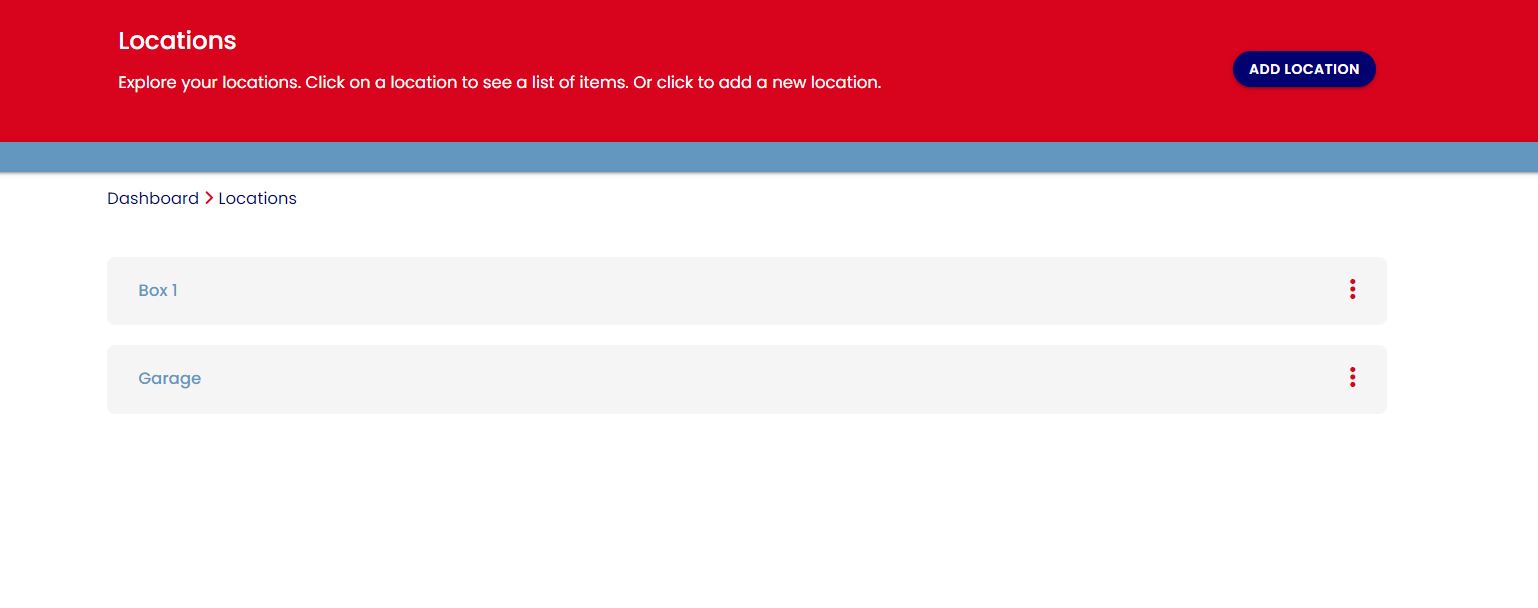 Locations
Explore your locations. Click on a location to see a list of items. Or click to add a new location.
ADD LOCATION
Dashboard > Locations
Box 1
Garage